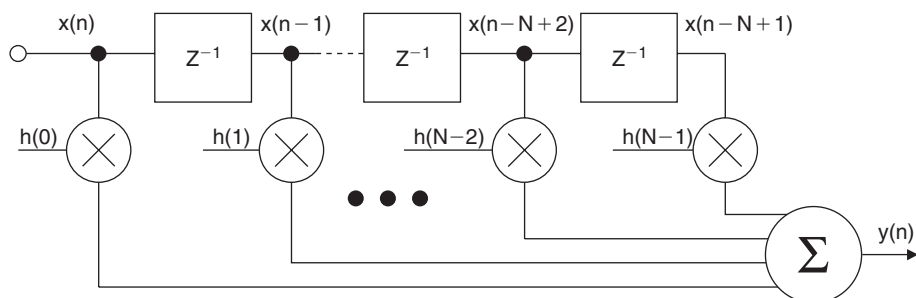 x(n) x(n−1) x(n−N+2) x(n−N+1)
Z⁻¹ Z⁻¹ Z⁻¹
h(0) h(1) h(N−2) h(N−1)
y(n)
Σ